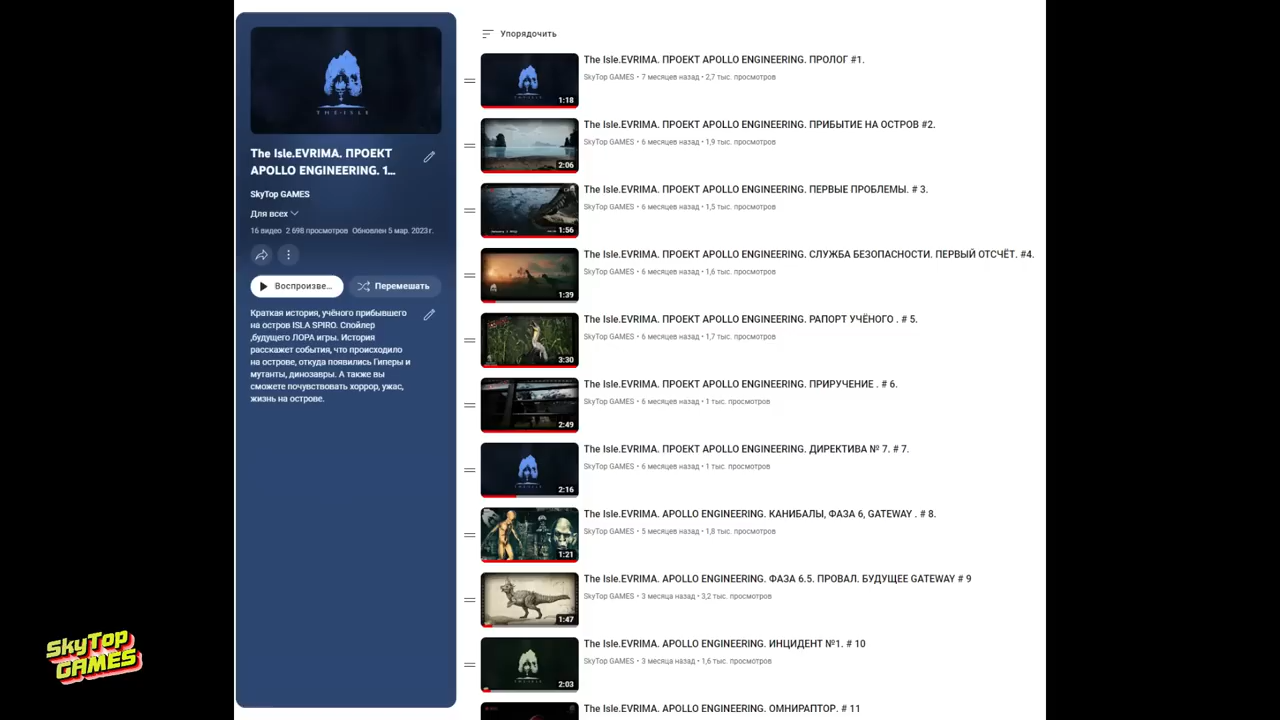 THE ISLE
The Isle.EVRIMA. ПРОЕКТ
APOLLO ENGINEERING. 1...
SkyTop GAMES
Для всех
16 видео 2 698 просмотров Обновлен 5 мар. 2023 г.
Воспроизве...
Перемешать
Краткая история, учёного прибывшего
на остров ISLA SPIRO. Спойлер
,будущего ЛОРА игры. История
расскажет события, что происходило
на острове, откуда появились Гиперы и
мутанты, динозавры. А также вы
сможете почувствовать хоррор, ужас,
жизнь на острове.
SKYTOP
GAMES
Упорядочить
1:18
The Isle.EVRIMA. ПРОЕКТ APOLLO ENGINEERING. ПРОЛОГ #1.
SkyTop GAMES • 7 месяцев назад • 2,7 тыс. просмотров
2:06
The Isle.EVRIMA. ПРОЕКТ APOLLO ENGINEERING. ПРИБЫТИЕ НА ОСТРОВ #2.
SkyTop GAMES • 6 месяцев назад • 1,9 тыс. просмотров
1:56
The Isle.EVRIMA. ПРОЕКТ APOLLO ENGINEERING. ПЕРВЫЕ ПРОБЛЕМЫ. # 3.
SkyTop GAMES • 6 месяцев назад • 1,5 тыс. просмотров
1:39
The Isle.EVRIMA. ПРОЕКТ APOLLO ENGINEERING. СЛУЖБА БЕЗОПАСНОСТИ. ПЕРВЫЙ ОТСЧЁТ. #4.
SkyTop GAMES • 6 месяцев назад • 1,6 тыс. просмотров
3:30
The Isle.EVRIMA. ПРОЕКТ APOLLO ENGINEERING. РАПОРТ УЧЁНОГО . # 5.
SkyTop GAMES • 6 месяцев назад • 1,7 тыс. просмотров
2:49
The Isle.EVRIMA. ПРОЕКТ APOLLO ENGINEERING. ПРИРУЧЕНИЕ . # 6.
SkyTop GAMES • 6 месяцев назад • 1 тыс. просмотров
2:16
The Isle.EVRIMA. ПРОЕКТ APOLLO ENGINEERING. ДИРЕКТИВА № 7. # 7.
SkyTop GAMES • 6 месяцев назад • 1 тыс. просмотров
1:21
The Isle.EVRIMA. APOLLO ENGINEERING. КАНИБАЛЫ, ФАЗА 6, GATEWAY . # 8.
SkyTop GAMES • 5 месяцев назад • 1,8 тыс. просмотров
1:47
The Isle.EVRIMA. APOLLO ENGINEERING. ФАЗА 6.5. ПРОВАЛ. БУДУЩЕЕ GATEWAY # 9
SkyTop GAMES • 3 месяца назад • 3,2 тыс. просмотров
2:03
The Isle.EVRIMA. APOLLO ENGINEERING. ИНЦИДЕНТ №1. # 10
SkyTop GAMES • 3 месяца назад • 1,6 тыс. просмотров
The Isle.EVRIMA. APOLLO ENGINEERING. ОМНИРАПТОР. # 11